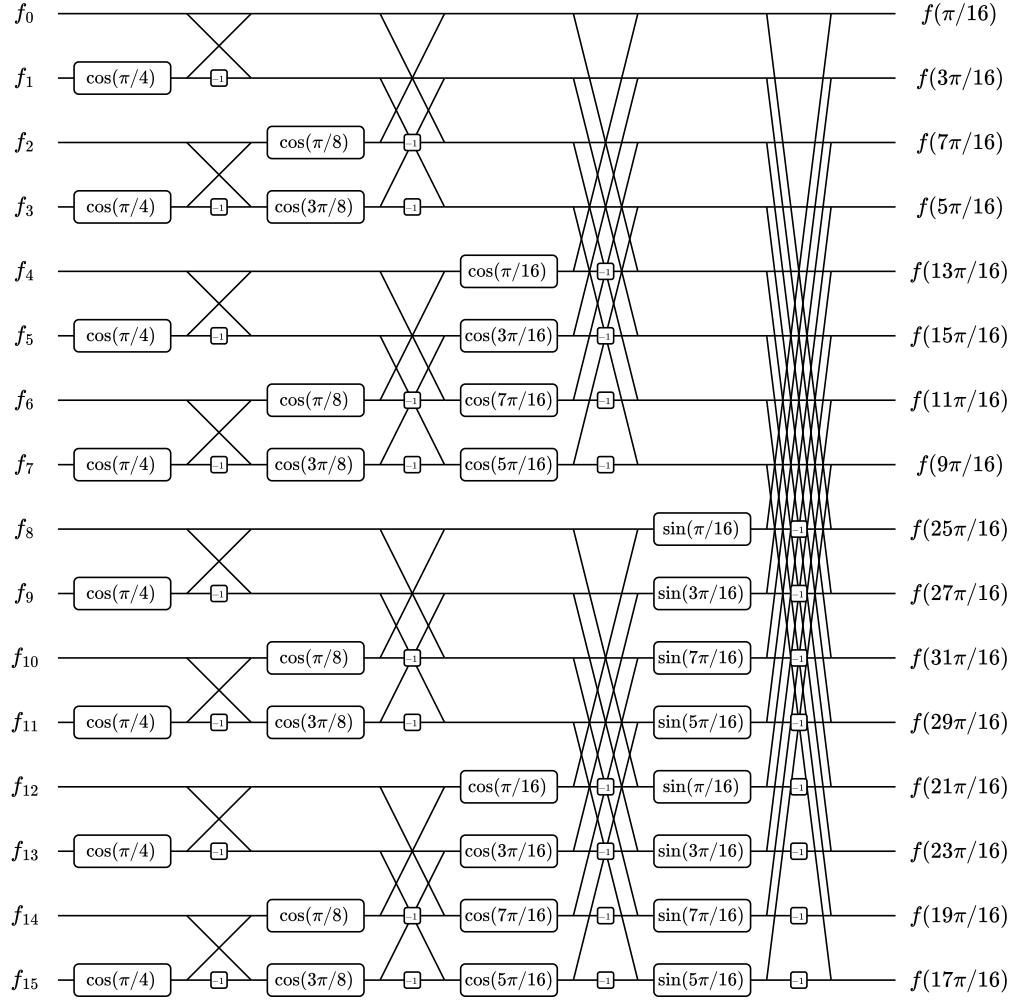 f₀ f(π/16)
f₁ cos(π/4) −1 f(3π/16)
f₂ cos(π/8) −1 f(7π/16)
f₃ cos(π/4) −1 cos(3π/8) −1 f(5π/16)
f₄ cos(π/16) −1 f(13π/16)
f₅ cos(π/4) −1 cos(3π/16) −1 f(15π/16)
f₆ cos(π/8) −1 cos(7π/16) −1 f(11π/16)
f₇ cos(π/4) −1 cos(3π/8) −1 cos(5π/16) −1 f(9π/16)
f₈ sin(π/16) −1 f(25π/16)
f₉ cos(π/4) −1 sin(3π/16) −1 f(27π/16)
f₁₀ cos(π/8) −1 sin(7π/16) −1 f(31π/16)
f₁₁ cos(π/4) −1 cos(3π/8) −1 sin(5π/16) −1 f(29π/16)
f₁₂ cos(π/16) −1 sin(π/16) −1 f(21π/16)
f₁₃ cos(π/4) −1 cos(3π/16) −1 sin(3π/16) −1 f(23π/16)
f₁₄ cos(π/8) −1 cos(7π/16) −1 sin(7π/16) −1 f(19π/16)
f₁₅ cos(π/4) −1 cos(3π/8) −1 cos(5π/16) −1 sin(5π/16) −1 f(17π/16)